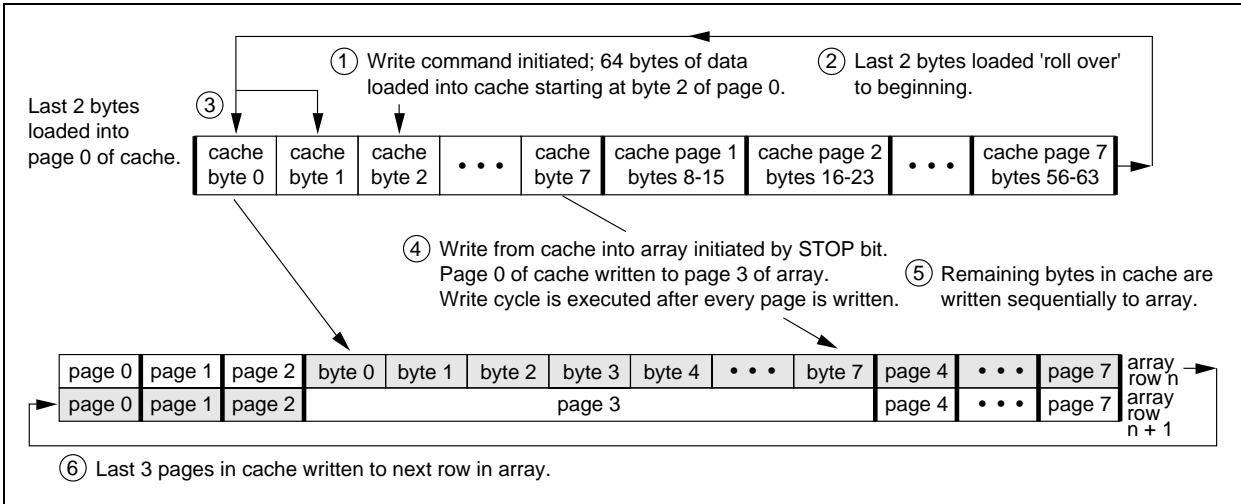 ① Write command initiated; 64 bytes of data
loaded into cache starting at byte 2 of page 0.
② Last 2 bytes loaded 'roll over'
to beginning.
Last 2 bytes
loaded into
page 0 of cache.
③
cache byte 0
cache byte 1
cache byte 2
• • •
cache byte 7
cache page 1 bytes 8-15
cache page 2 bytes 16-23
• • •
cache page 7 bytes 56-63
④ Write from cache into array initiated by STOP bit.
Page 0 of cache written to page 3 of array.
Write cycle is executed after every page is written.
⑤ Remaining bytes in cache are
written sequentially to array.
page 0 page 1 page 2 byte 0 byte 1 byte 2 byte 3 byte 4 • • • byte 7 page 4 • • • page 7 array row n
page 0 page 1 page 2 page 3 page 4 • • • page 7 array row n + 1
⑥ Last 3 pages in cache written to next row in array.